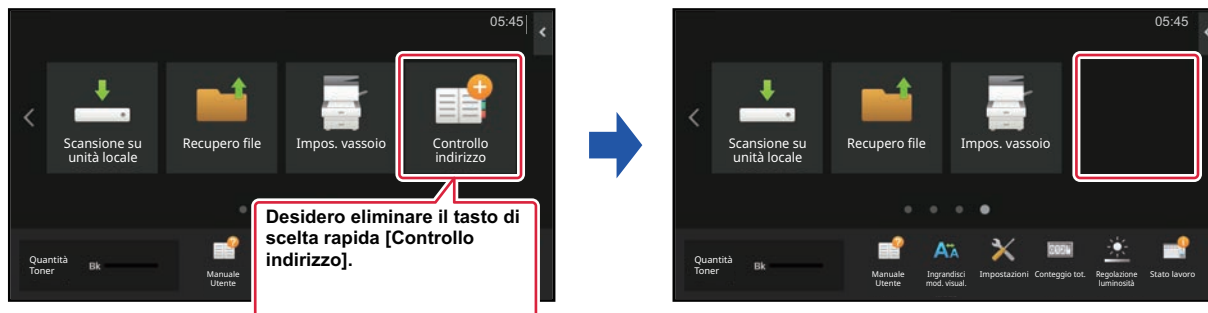 05:45
Scansione su
unità locale
Recupero file
Impos. vassoio
Controllo
indirizzo
Desidero eliminare il tasto di
scelta rapida [Controllo
indirizzo].
Quantità
Toner
Bk
Manuale
Utente
05:45
Scansione su
unità locale
Recupero file
Impos. vassoio
Quantità
Toner
Bk
Manuale
Utente
Ingrandisci
mod. visual.
Impostazioni
Conteggio tot.
Regolazione
luminosità
Stato lavoro